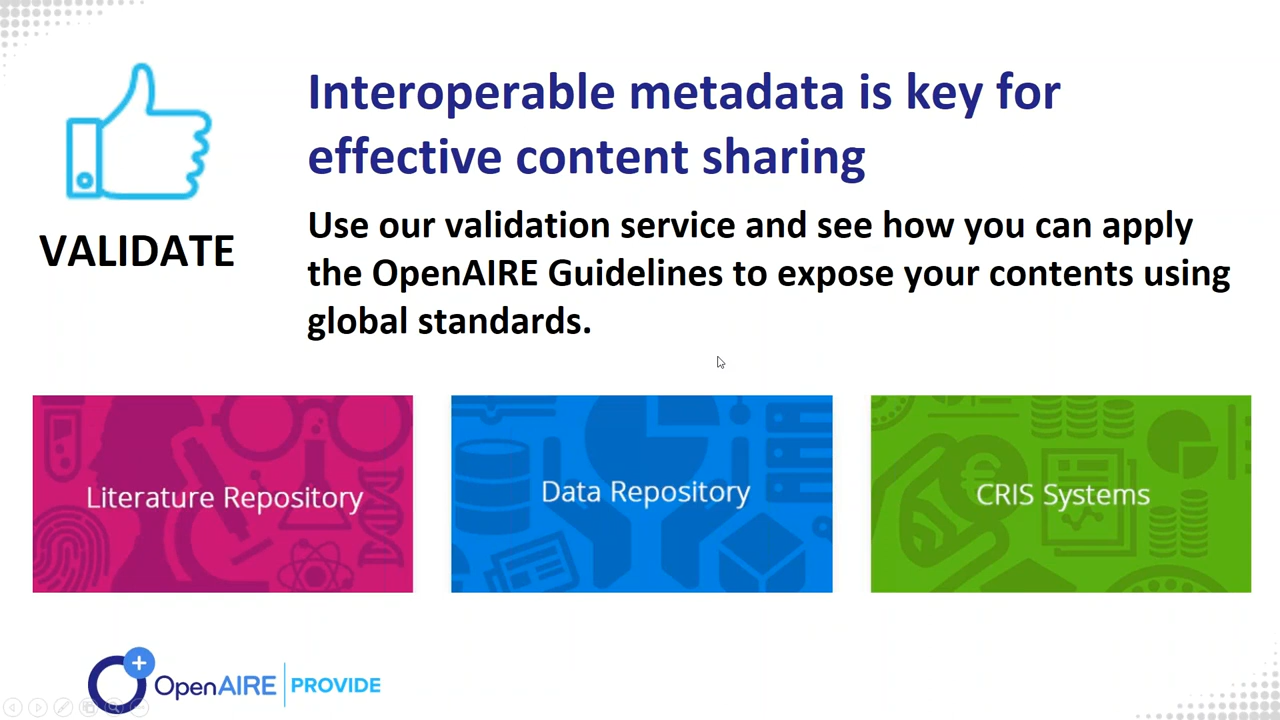 Interoperable metadata is key for
effective content sharing
VALIDATE
Use our validation service and see how you can apply
the OpenAIRE Guidelines to expose your contents using
global standards.
Literature Repository
Data Repository
CRIS Systems
OpenAIRE PROVIDE